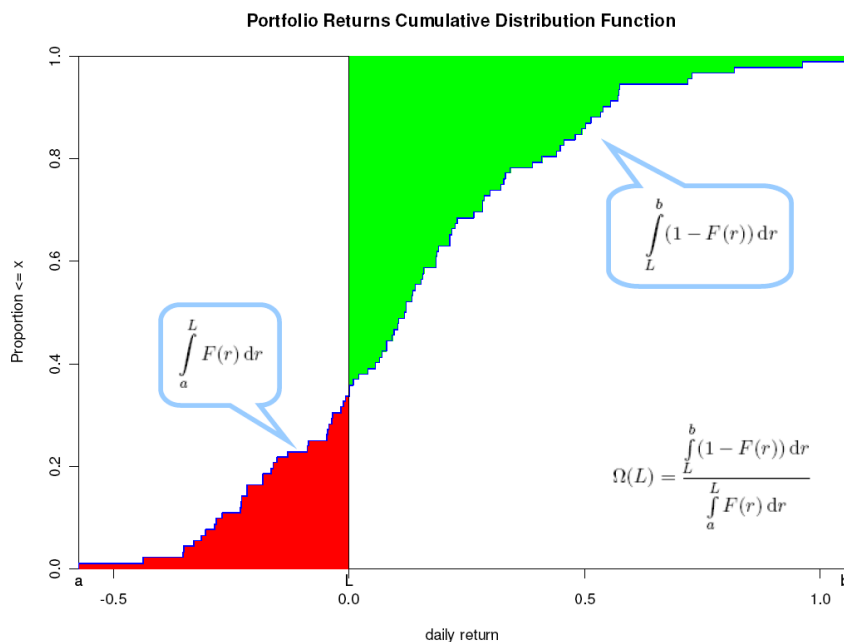 Portfolio Returns Cumulative Distribution Function
Proportion <= x
1.0
0.8
0.6
0.4
0.2
0.0
∫_L^b (1 − F(r)) dr
∫_a^L F(r) dr
Ω(L) = ∫_L^b (1 − F(r)) dr / ∫_a^L F(r) dr
a L b
-0.5 0.0 0.5 1.0
daily return